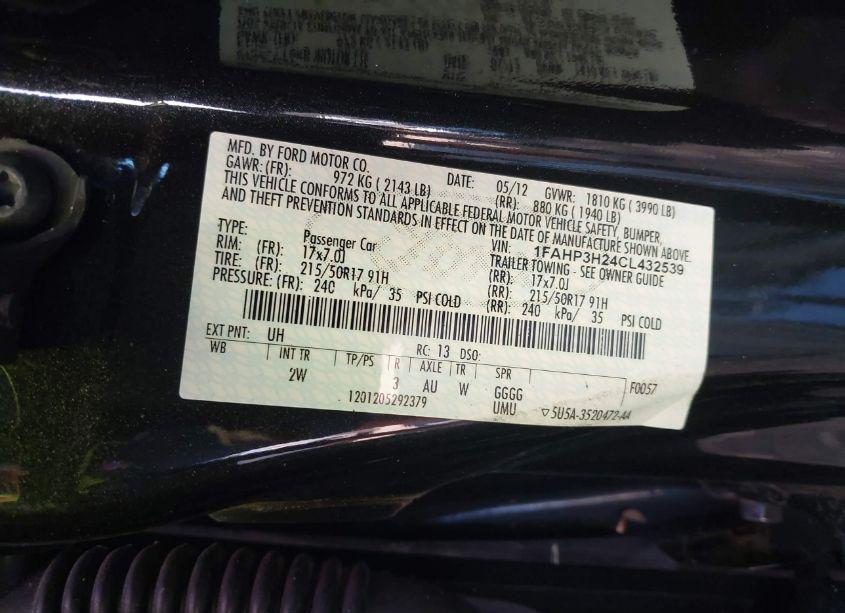 MFD. BY FORD MOTOR CO.
DATE: 05/12 GVWR: 1810 KG ( 3990 LB)
GAWR: (FR): 972 KG ( 2143 LB) (RR): 880 KG ( 1940 LB)
THIS VEHICLE CONFORMS TO ALL APPLICABLE FEDERAL MOTOR VEHICLE SAFETY, BUMPER,
AND THEFT PREVENTION STANDARDS IN EFFECT ON THE DATE OF MANUFACTURE SHOWN ABOVE.
VIN: 1FAHP3H24CL432539
TYPE: Passenger Car TRAILER TOWING - SEE OWNER GUIDE
RIM: (FR): 17x7.0J (RR): 17x7.0J
TIRE: (FR): 215/50R17 91H (RR): 215/50R17 91H
PRESSURE: (FR): 240 kPa/ 35 PSI COLD (RR): 240 kPa/ 35 PSI COLD
EXT PNT: UH RC: 13 DSO:
WB INT TR TP/PS R AXLE TR SPR F0057
2W 3 AU W GGGG
1201205292379 UMU ▽5U5A-3520472-AA